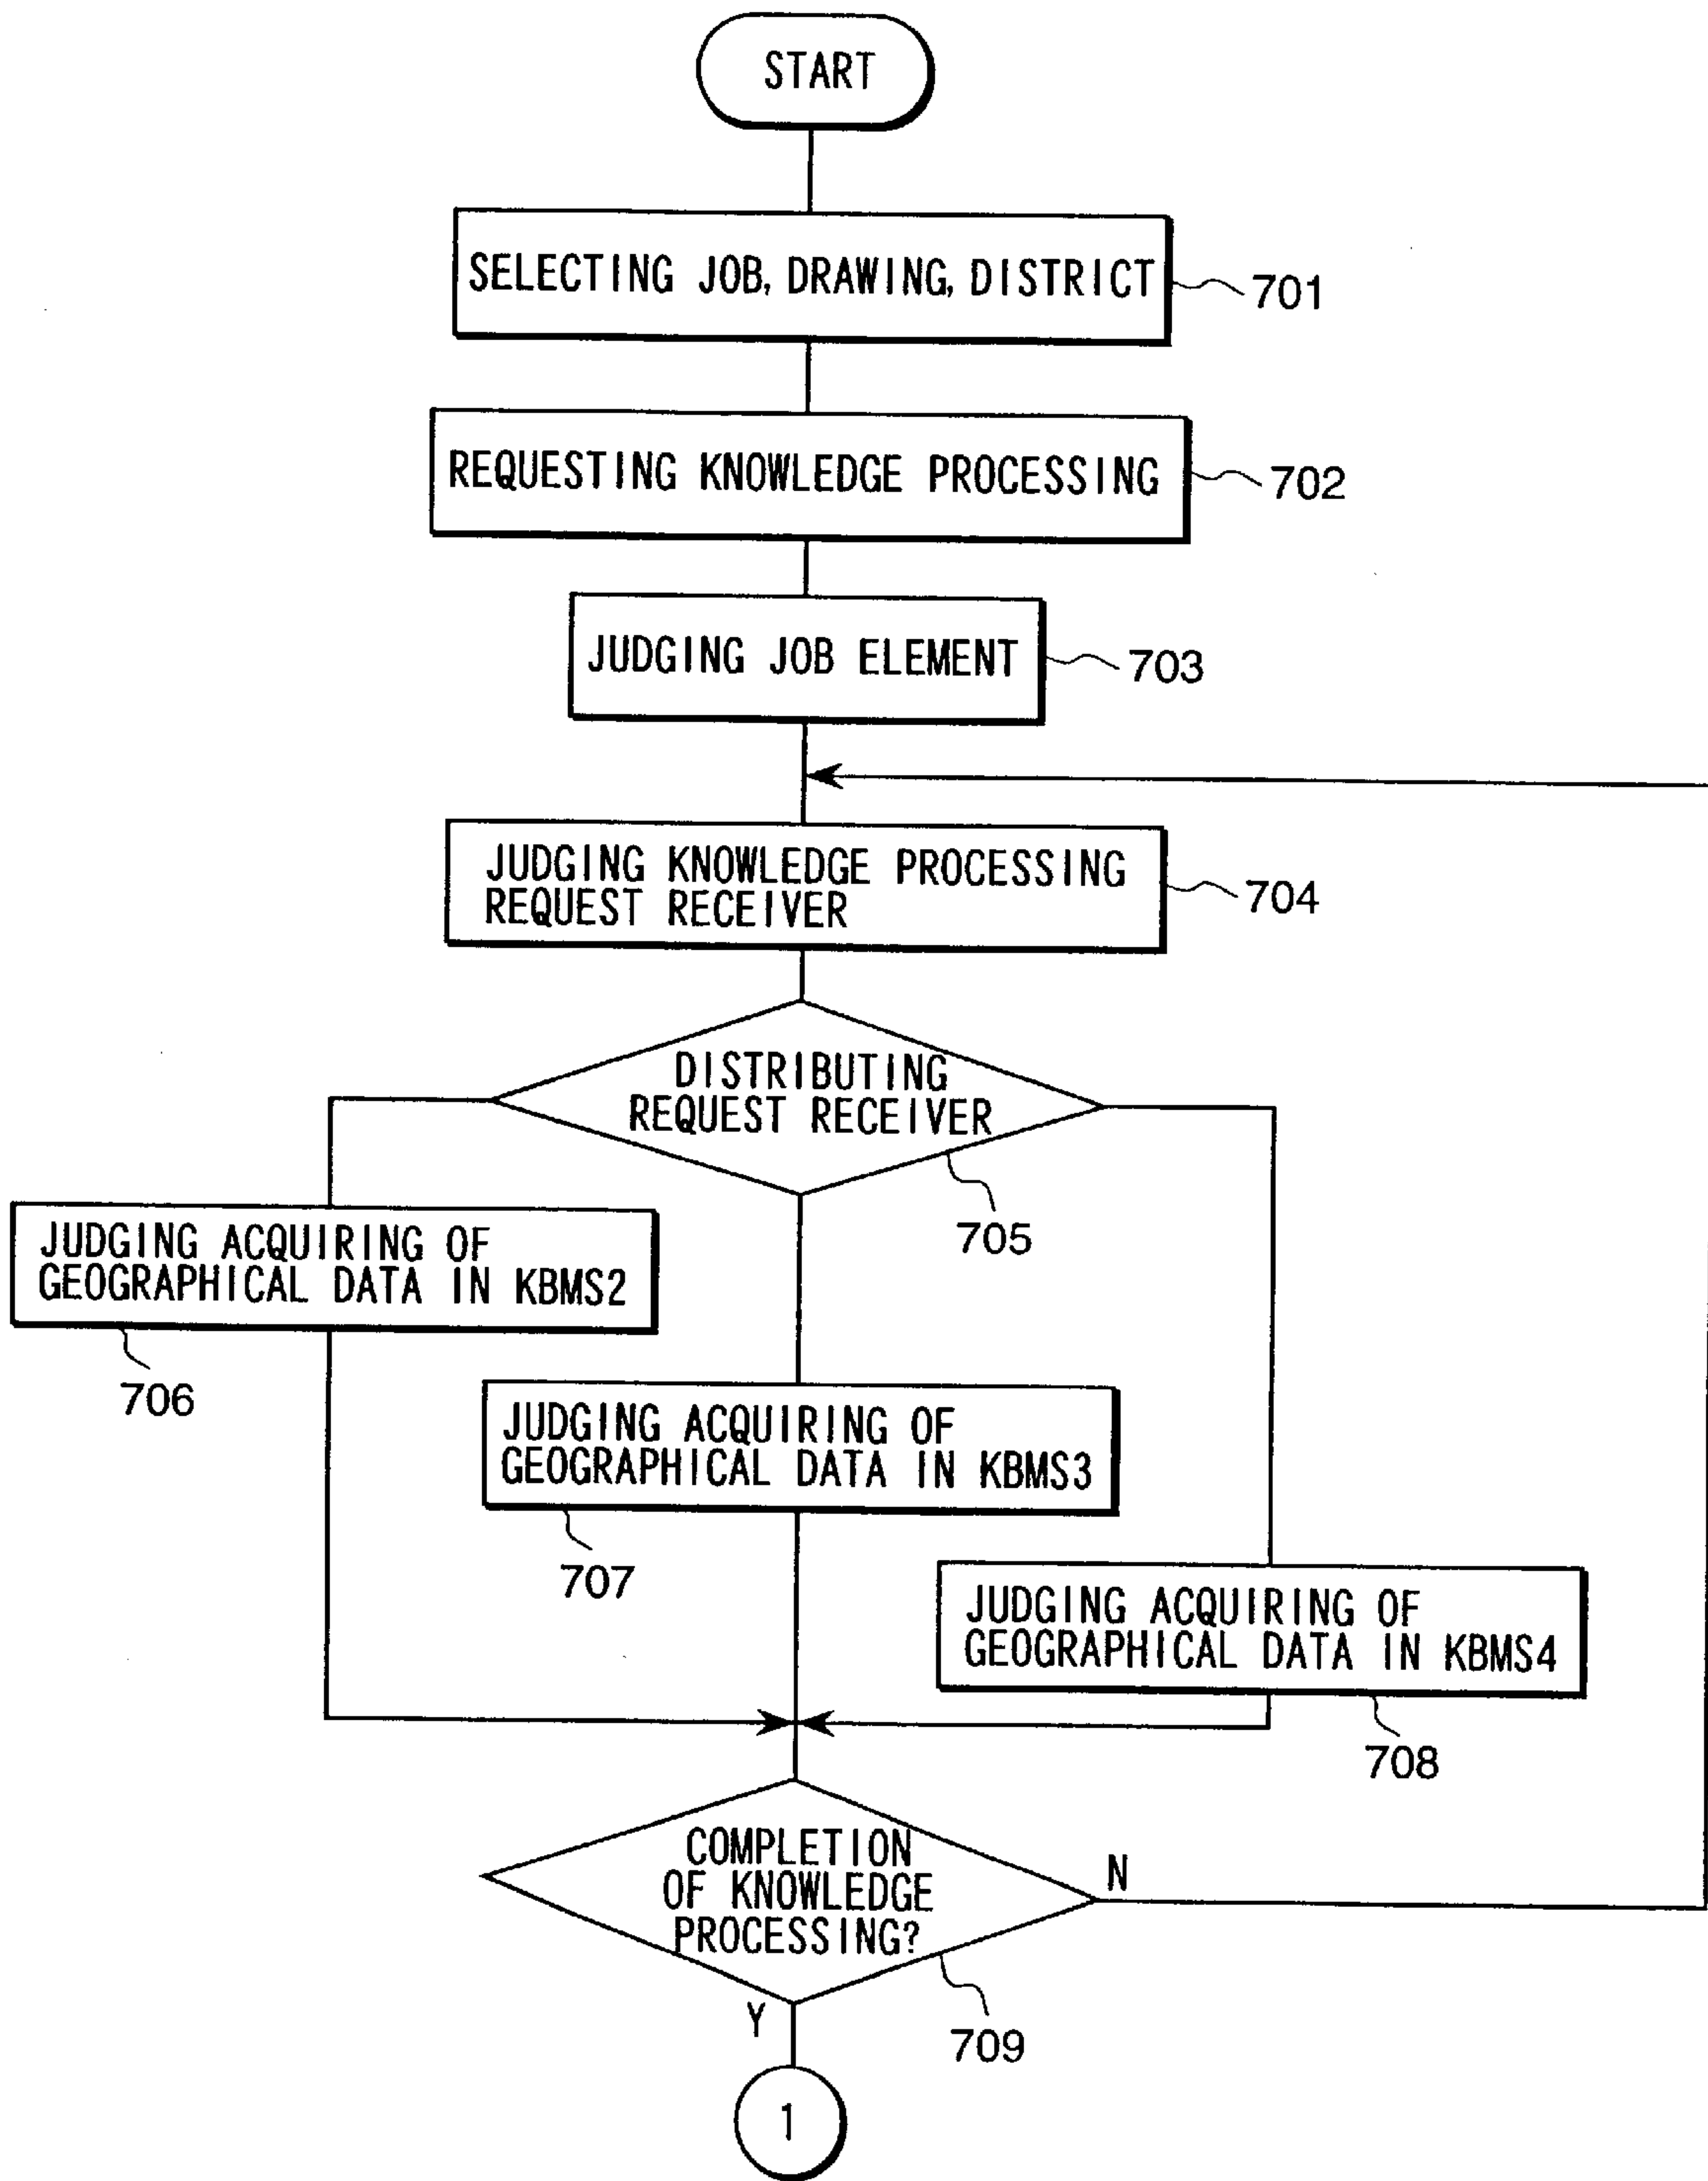 START
SELECTING JOB, DRAWING, DISTRICT
701
REQUESTING KNOWLEDGE PROCESSING
702
JUDGING JOB ELEMENT
703
JUDGING KNOWLEDGE PROCESSING
REQUEST RECEIVER
704
DISTRIBUTING
REQUEST RECEIVER
705
JUDGING ACQUIRING OF
GEOGRAPHICAL DATA IN KBMS2
706
JUDGING ACQUIRING OF
GEOGRAPHICAL DATA IN KBMS3
707
JUDGING ACQUIRING OF
GEOGRAPHICAL DATA IN KBMS4
708
COMPLETION
OF KNOWLEDGE
PROCESSING?
N
Y
709
1